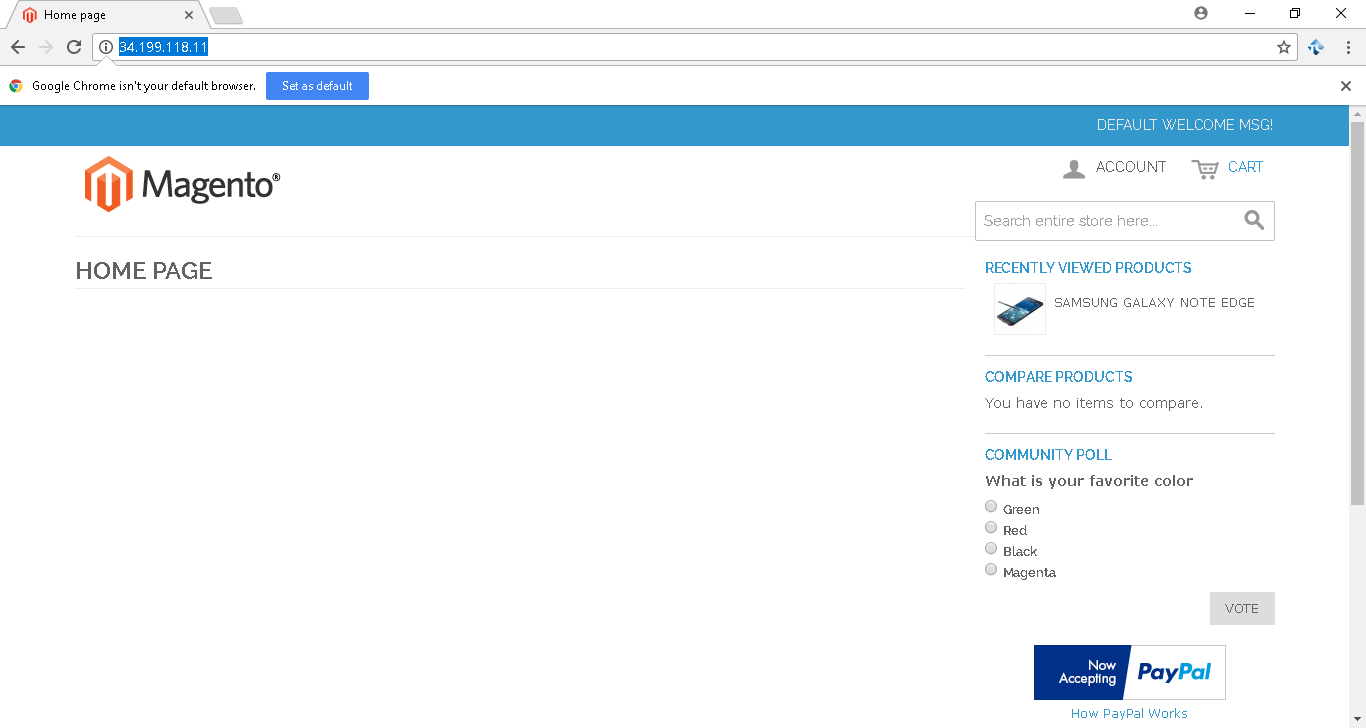 Home page
34.199.118.11
Google Chrome isn't your default browser. Set as default
DEFAULT WELCOME MSG!
Magento®
ACCOUNT CART
Search entire store here...
HOME PAGE
RECENTLY VIEWED PRODUCTS
SAMSUNG GALAXY NOTE EDGE
COMPARE PRODUCTS
You have no items to compare.
COMMUNITY POLL
What is your favorite color
Green
Red
Black
Magenta
VOTE
Now
Accepting PayPal
How PayPal Works